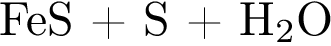 FeS + S + H₂O